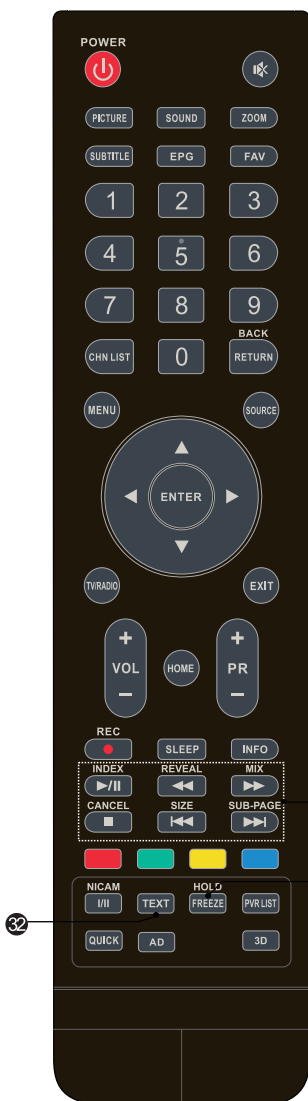 POWER
PICTURE SOUND ZOOM
SUBTITLE EPG FAV
1 2 3
4 5 6
7 8 9
BACK
CHN LIST 0 RETURN
MENU SOURCE
ENTER
TV/RADIO EXIT
+ +
VOL HOME PR
- -
REC
SLEEP INFO
INDEX REVEAL MIX
CANCEL SIZE SUB-PAGE
NICAM HOLD
I/II TEXT FREEZE PVR LIST
32
QUICK AD 3D